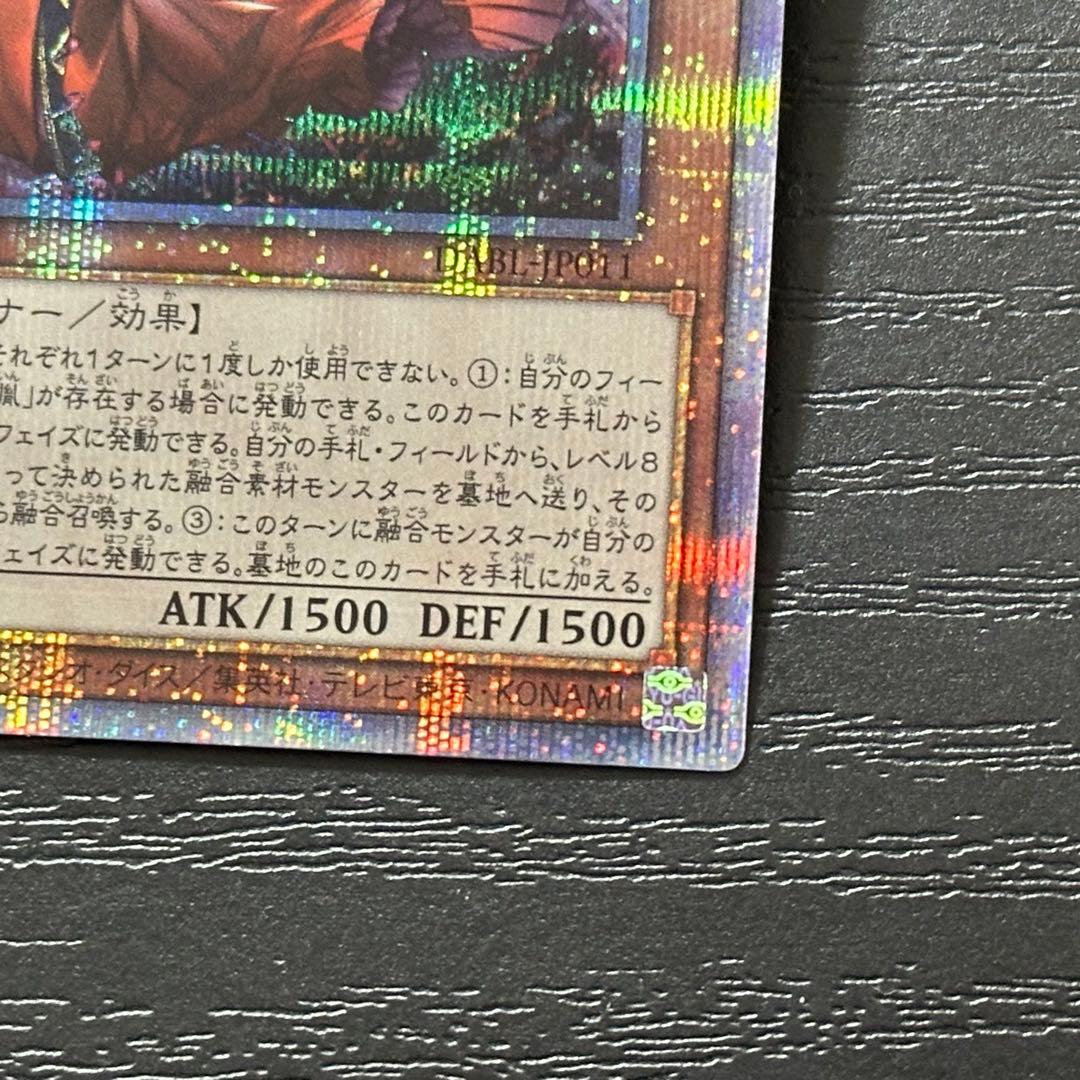 DABL-JP011
ナー／効果】
それぞれ1ターンに1度しか使用できない。①：自分のフィー
胤」が存在する場合に発動できる。このカードを手札から
フェイズに発動できる。自分の手札・フィールドから、レベル8
って決められた融合素材モンスターを墓地へ送り、その
ら融合召喚する。③：このターンに融合モンスターが自分の
フェイズに発動できる。墓地のこのカードを手札に加える。
ATK/1500 DEF/1500
タジオ・ダイス／集英社・テレビ東京・KONAMI